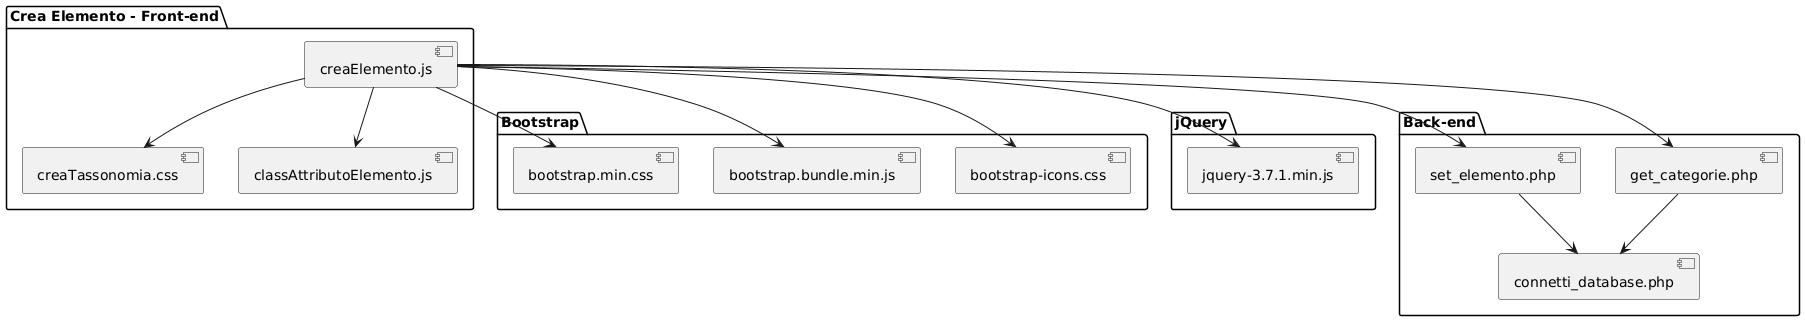 Crea Elemento - Front-end
creaElemento.js
creaTassonomia.css
classAttributoElemento.js
Bootstrap
bootstrap.min.css
bootstrap.bundle.min.js
bootstrap-icons.css
jQuery
jquery-3.7.1.min.js
Back-end
set_elemento.php
get_categorie.php
connetti_database.php